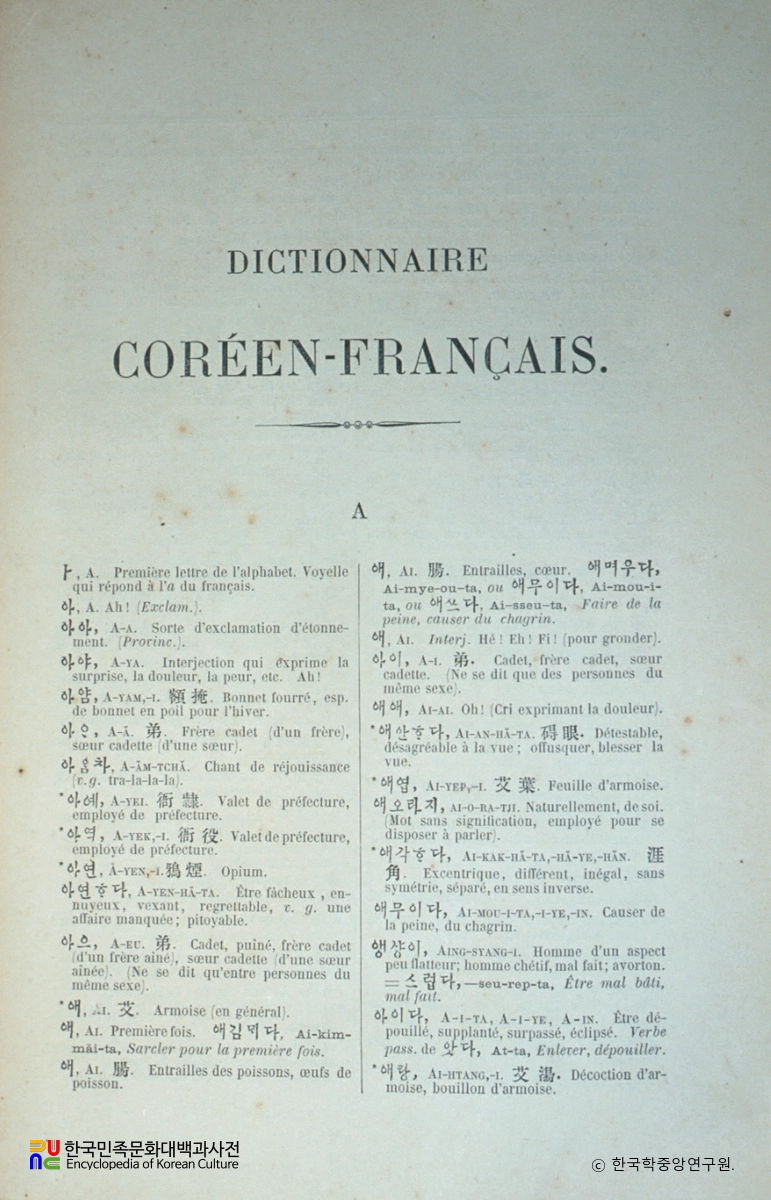 DICTIONNAIRE
CORÉEN-FRANÇAIS.
A
ㅏ, A. Première lettre de l'alphabet. Voyelle
qui répond à l'a du français.
아, A. Ah! (Exclam.).
아아, A-A. Sorte d'exclamation d'étonne-
ment. (Provinc.).
아야, A-YA. Interjection qui exprime la
surprise, la douleur, la peur, etc. Ah!
아얌, A-YAM,-I. 額掩. Bonnet fourré, esp.
de bonnet en poil pour l'hiver.
아ᄋᆞ, A-Ă. 弟. Frère cadet (d'un frère),
sœur cadette (d'une sœur).
아ᄋᆞᆷ차, A-ĂM-TCHĂ. Chant de réjouissance
(v.g. tra-la-la-la).
*아예, A-YEI. 衙隷. Valet de préfecture,
employé de préfecture.
*아역, A-YEK,-I. 衙役. Valet de préfecture,
employé de préfecture.
*아연, Ă-YEN,-I. 鴉煙. Opium.
아연ᄒᆞ다, A-YEN-HĂ-TA. Être fâcheux, en-
nuyeux, vexant, regrettable, v. g. une
affaire manquée; pitoyable.
아으, A-EU. 弟. Cadet, puîné, frère cadet
(d'un frère aîné), sœur cadette (d'une sœur
aînée). (Ne se dit qu'entre personnes du
même sexe).
*애, AI. 艾. Armoise (en général).
애, AI. Première fois. 애김ᄆᆡ다, Ai-kim-
măi-ta, Sarcler pour la première fois.
애, AI. 腸. Entrailles des poissons, œufs de
poisson.
애, AI. 腸. Entrailles, cœur. 애며우다,
Ai-mye-ou-ta, ou 애무이다, Ai-mou-i-
ta, ou 애쓰다, Ai-sseu-ta, Faire de la
peine, causer du chagrin.
애, AI. Interj. Hé! Eh! Fi! (pour gronder).
아이, A-I. 弟. Cadet, frère cadet, sœur
cadette. (Ne se dit que des personnes du
même sexe).
애애, AI-AI. Oh! (Cri exprimant la douleur).
*애안ᄒᆞ다, AI-AN-HĂ-TA. 碍眼. Détestable,
désagréable à la vue; offusquer, blesser la
vue.
*애엽, AI-YEP,-I. 艾葉. Feuille d'armoise.
애오라지, AI-O-RA-TJI. Naturellement, de soi.
(Mot sans signification, employé pour se
disposer à parler).
*애각ᄒᆞ다, AI-KAK-HĂ-TA,-HĂ-YE,-HĂN. 涯
角. Excentrique, différent, inégal, sans
symétrie, séparé, en sens inverse.
애무이다, AI-MOU-I-TA,-I-YE,-IN. Causer de
la peine, du chagrin.
앵샹이, AING-SYANG-I. Homme d'un aspect
peu flatteur; homme chétif, mal fait; avorton.
=스럽다,—seu-rep-ta, Être mal bâti,
mal fait.
아이다, A-I-TA, A-I-YE, A-IN. Être dé-
pouillé, supplanté, surpassé, éclipsé. Verbe
pass. de 앗다, At-ta, Enlever, dépouiller.
*애탕, AI-HTANG,-I. 艾湯. Décoction d'ar-
moise, bouillon d'armoise.
한국민족문화대백과사전
Encyclopedia of Korean Culture
© 한국학중앙연구원.